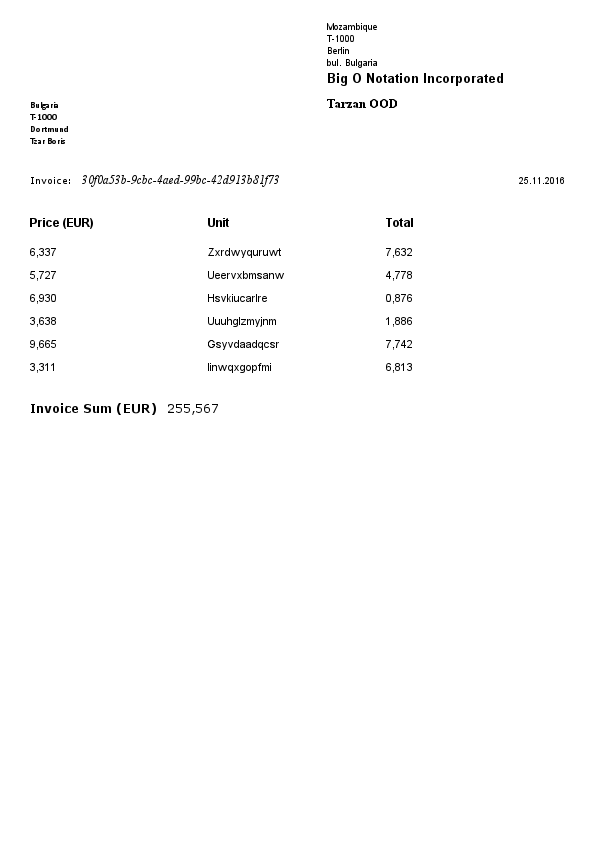 Mozambique
T-1000
Berlin
bul. Bulgaria
Big O Notation Incorporated
Tarzan OOD
Bulgaria
T-1000
Dortmund
Tzar Boris
Invoice: 30f0a53b-9cbc-4aed-99bc-42d913b81f73 25.11.2016
Price (EUR) Unit Total
6,337 Zxrdwyquruwt 7,632
5,727 Ueervxbmsanw 4,778
6,930 Hsvkiucarlre 0,876
3,638 Uuuhglzmyjnm 1,886
9,665 Gsyvdaadqcsr 7,742
3,311 Iinwqxgopfmi 6,813
Invoice Sum (EUR) 255,567